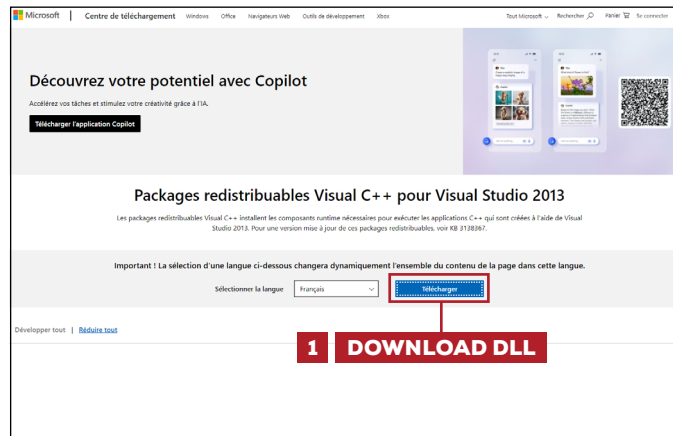 Microsoft | Centre de téléchargement Windows Office Navigateurs Web Outils de développement Xbox Tout Microsoft Rechercher Panier Se connecter
Découvrez votre potentiel avec Copilot
Accélérez vos tâches et stimulez votre créativité grâce à l'IA.
Télécharger l'application Copilot
Packages redistribuables Visual C++ pour Visual Studio 2013
Les packages redistribuables Visual C++ installent les composants runtime nécessaires pour exécuter les applications C++ qui sont créées à l'aide de Visual
Studio 2013. Pour une version mise à jour de ces packages redistribuables, voir KB 3138367.
Important ! La sélection d'une langue ci-dessous changera dynamiquement l'ensemble du contenu de la page dans cette langue.
Sélectionner la langue Français Télécharger
Développer tout | Réduire tout
1 DOWNLOAD DLL